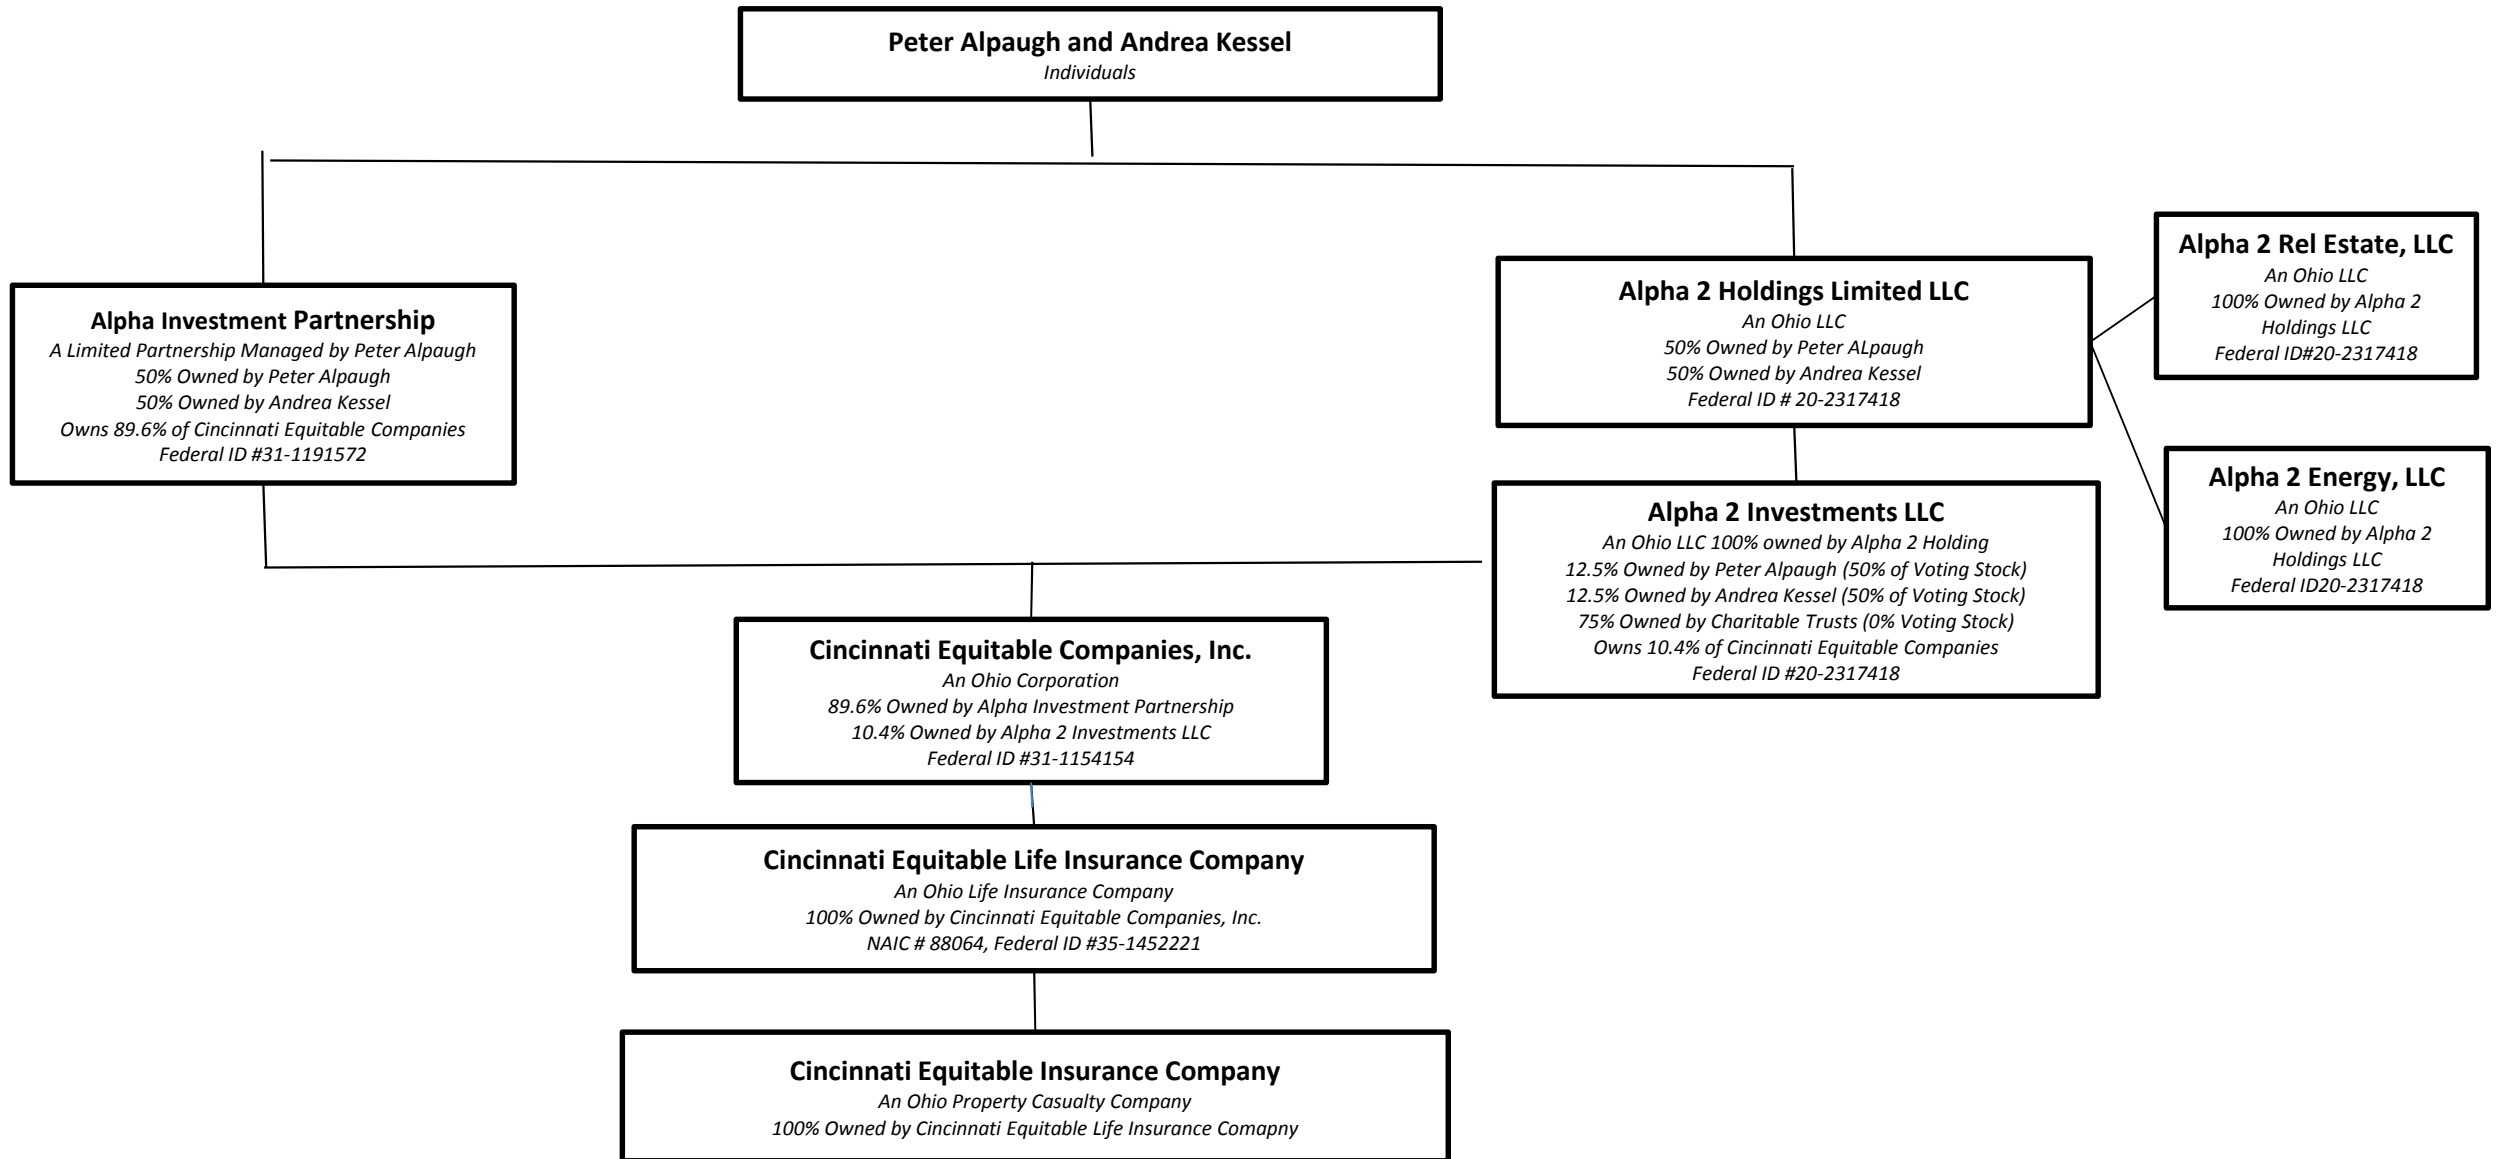 Peter Alpaugh and Andrea Kessel
Individuals
Alpha Investment Partnership
A Limited Partnership Managed by Peter Alpaugh
50% Owned by Peter Alpaugh
50% Owned by Andrea Kessel
Owns 89.6% of Cincinnati Equitable Companies
Federal ID #31-1191572
Alpha 2 Holdings Limited LLC
An Ohio LLC
50% Owned by Peter ALpaugh
50% Owned by Andrea Kessel
Federal ID # 20-2317418
Alpha 2 Rel Estate, LLC
An Ohio LLC
100% Owned by Alpha 2
Holdings LLC
Federal ID#20-2317418
Alpha 2 Energy, LLC
An Ohio LLC
100% Owned by Alpha 2
Holdings LLC
Federal ID20-2317418
Alpha 2 Investments LLC
An Ohio LLC 100% owned by Alpha 2 Holding
12.5% Owned by Peter Alpaugh (50% of Voting Stock)
12.5% Owned by Andrea Kessel (50% of Voting Stock)
75% Owned by Charitable Trusts (0% Voting Stock)
Owns 10.4% of Cincinnati Equitable Companies
Federal ID #20-2317418
Cincinnati Equitable Companies, Inc.
An Ohio Corporation
89.6% Owned by Alpha Investment Partnership
10.4% Owned by Alpha 2 Investments LLC
Federal ID #31-1154154
Cincinnati Equitable Life Insurance Company
An Ohio Life Insurance Company
100% Owned by Cincinnati Equitable Companies, Inc.
NAIC # 88064, Federal ID #35-1452221
Cincinnati Equitable Insurance Company
An Ohio Property Casualty Company
100% Owned by Cincinnati Equitable Life Insurance Comapny